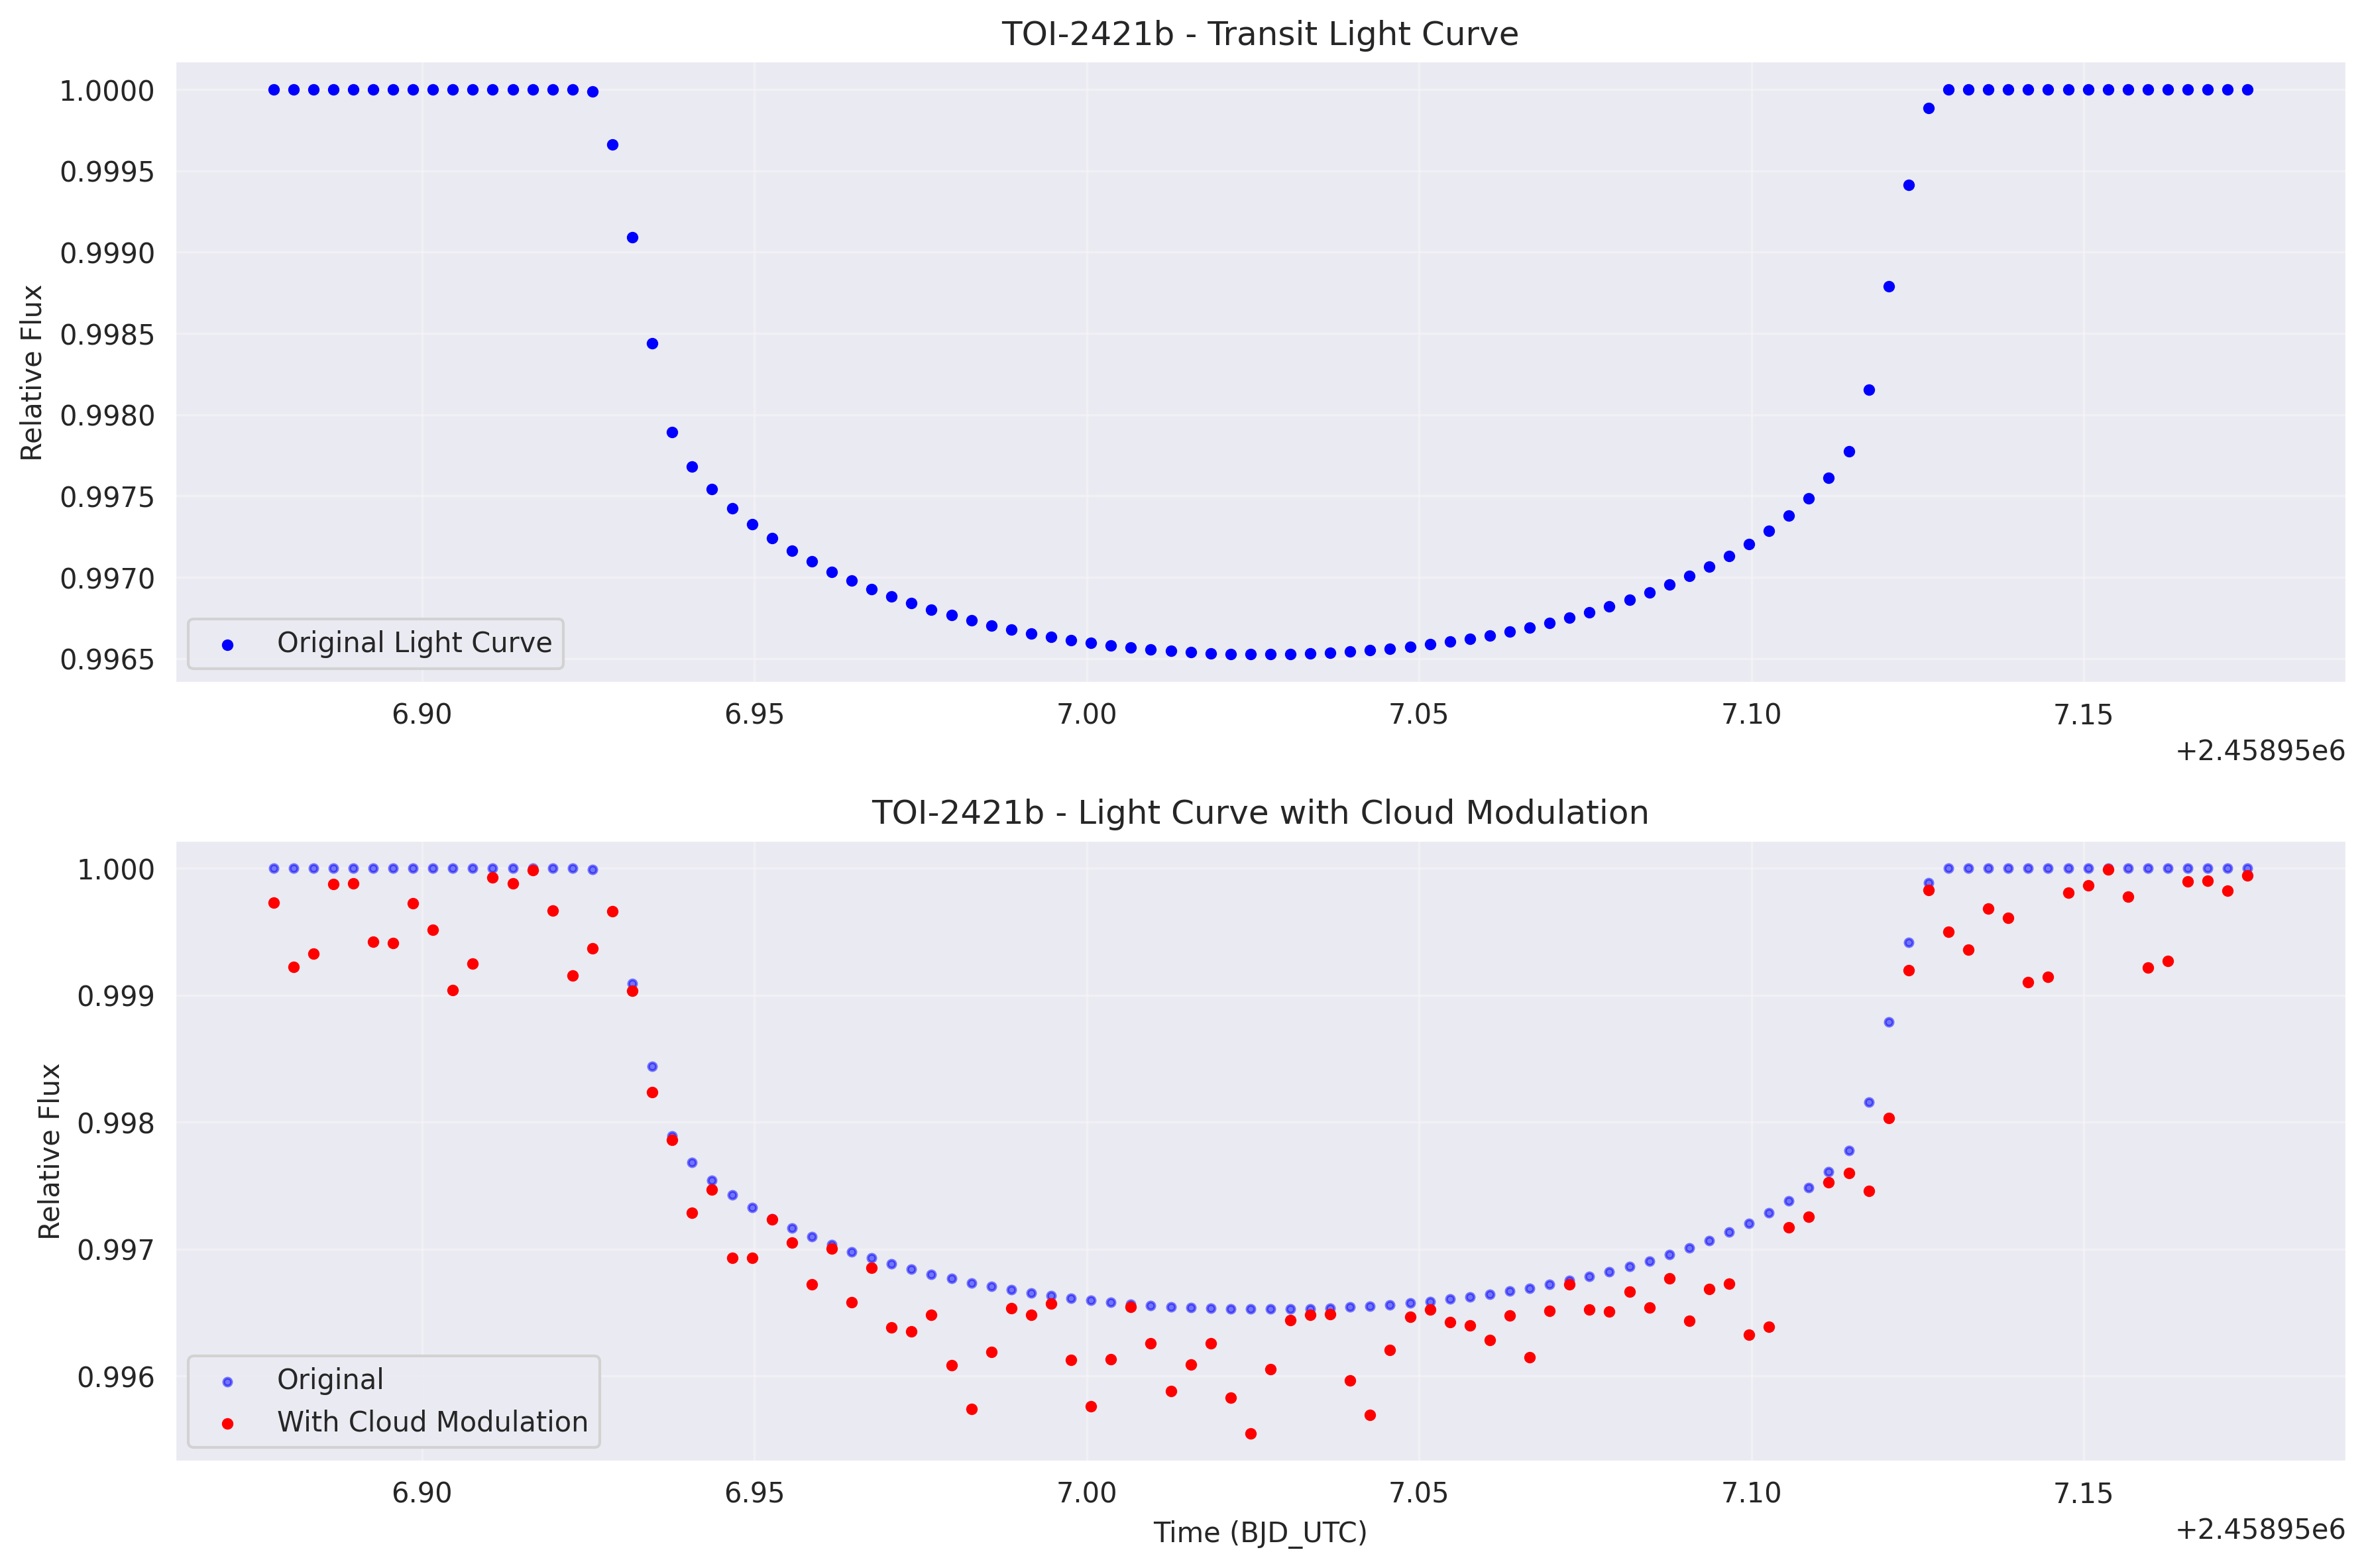 TOI-2421b - Transit Light Curve
Relative Flux
1.0000
0.9995
0.9990
0.9985
0.9980
0.9975
0.9970
0.9965
Original Light Curve
6.90 6.95 7.00 7.05 7.10 7.15
+2.45895e6
TOI-2421b - Light Curve with Cloud Modulation
Relative Flux
1.000
0.999
0.998
0.997
0.996
Original
With Cloud Modulation
6.90 6.95 7.00 7.05 7.10 7.15
Time (BJD_UTC)
+2.45895e6